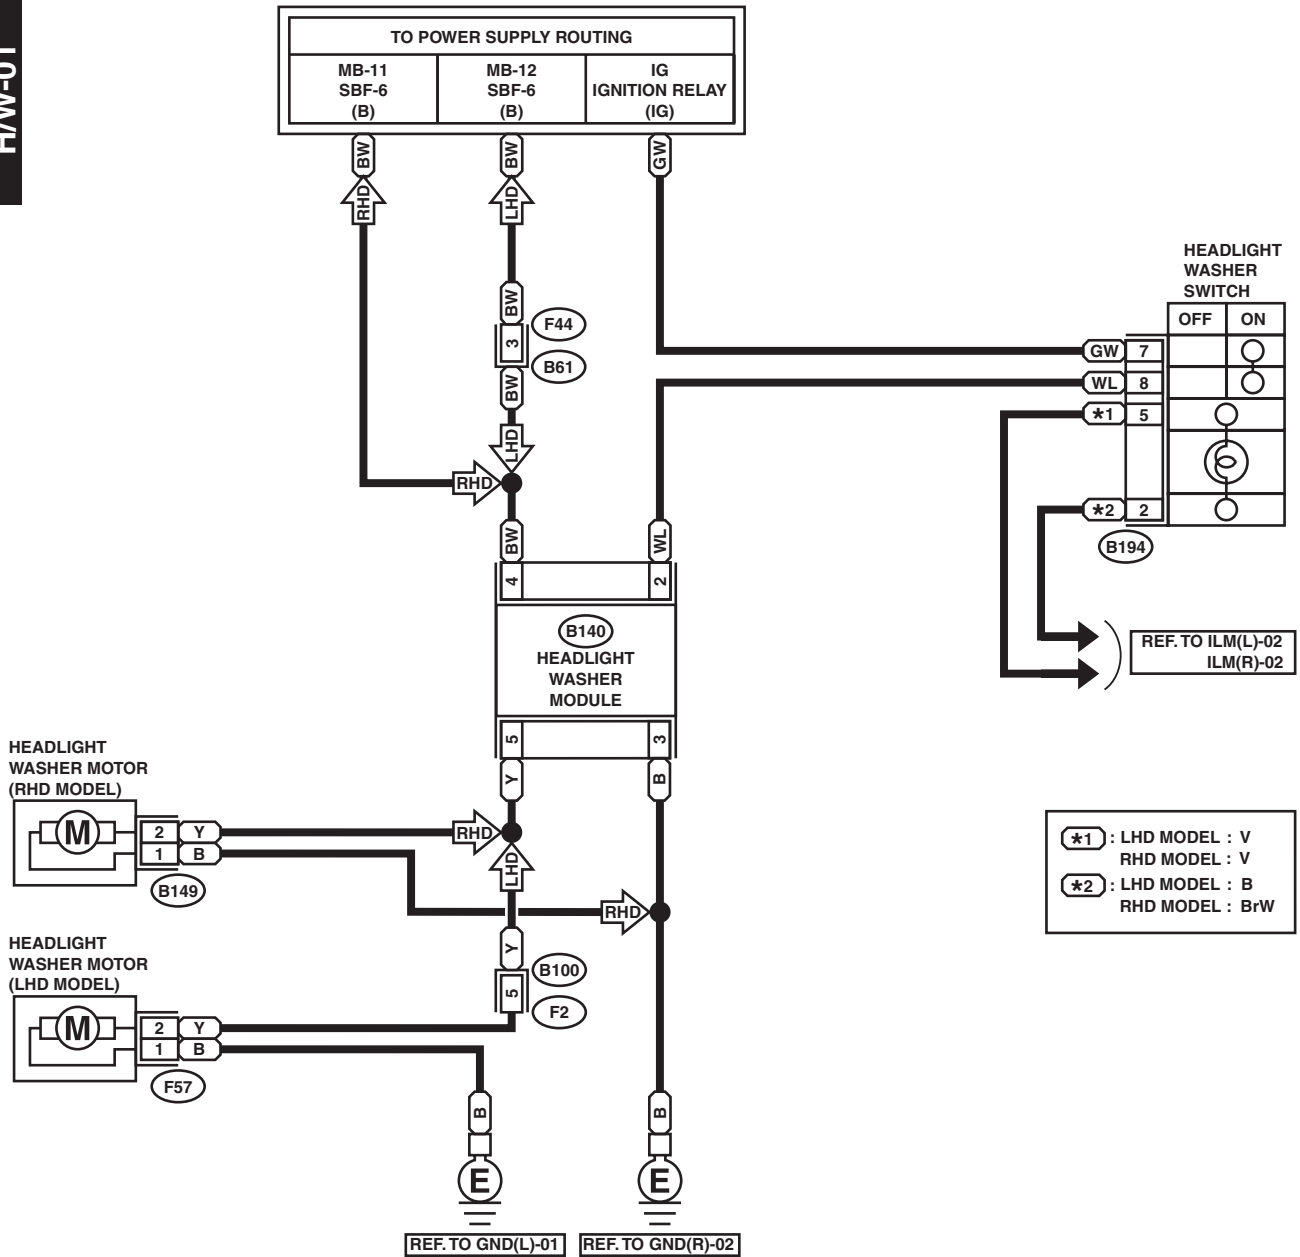 H/W-01
TO POWER SUPPLY ROUTING
MB-11
SBF-6
(B)
MB-12
SBF-6
(B)
IG
IGNITION RELAY
(IG)
BW
BW
GW
RHD
LHD
BW
3
F44
B61
BW
LHD
RHD
BW
WL
4
2
B140
HEADLIGHT
WASHER
MODULE
5
3
Y
B
HEADLIGHT
WASHER
SWITCH
OFF
ON
GW
7
WL
8
*1
5
*2
2
B194
REF. TO ILM(L)-02
ILM(R)-02
HEADLIGHT
WASHER MOTOR
(RHD MODEL)
M
2
Y
1
B
B149
RHD
LHD
RHD
Y
B100
5
F2
HEADLIGHT
WASHER MOTOR
(LHD MODEL)
M
2
Y
1
B
F57
B
B
E
E
REF. TO GND(L)-01
REF. TO GND(R)-02
*1 : LHD MODEL : V
RHD MODEL : V
*2 : LHD MODEL : B
RHD MODEL : BrW